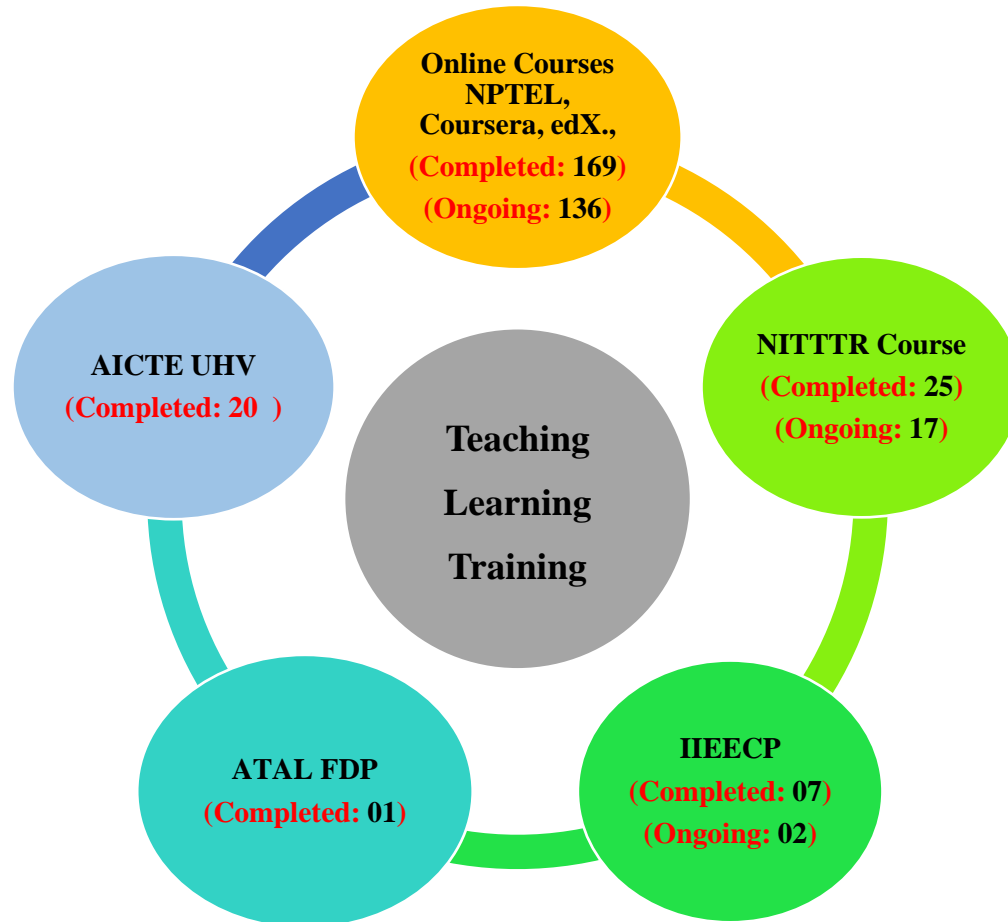 Online Courses
NPTEL,
Coursera, edX.,
(Completed: 169)
(Ongoing: 136)
NITTTR Course
(Completed: 25)
(Ongoing: 17)
IIEECP
(Completed: 07)
(Ongoing: 02)
ATAL FDP
(Completed: 01)
AICTE UHV
(Completed: 20  )
Teaching
Learning
Training